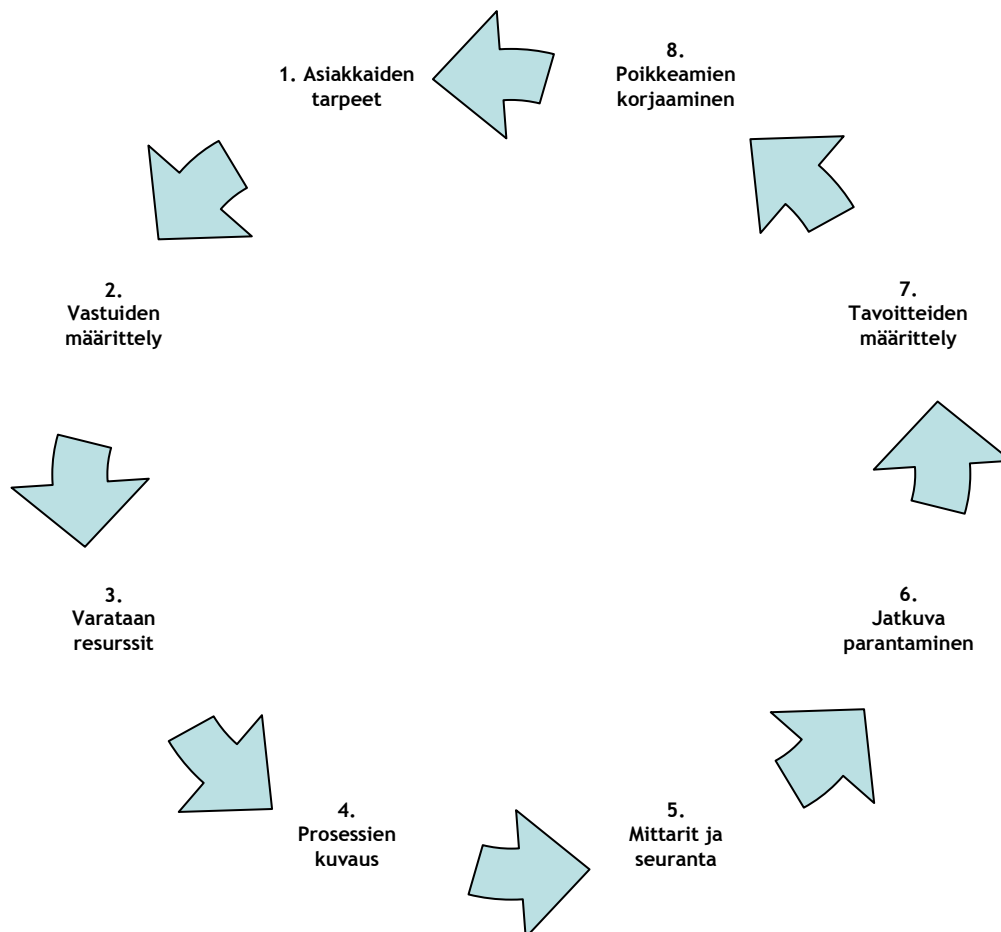 1. Asiakkaiden
tarpeet
2.
Vastuiden
määrittely
3.
Varataan
resurssit
4.
Prosessien
kuvaus
5.
Mittarit ja
seuranta
6.
Jatkuva
parantaminen
7.
Tavoitteiden
määrittely
8.
Poikkeamien
korjaaminen